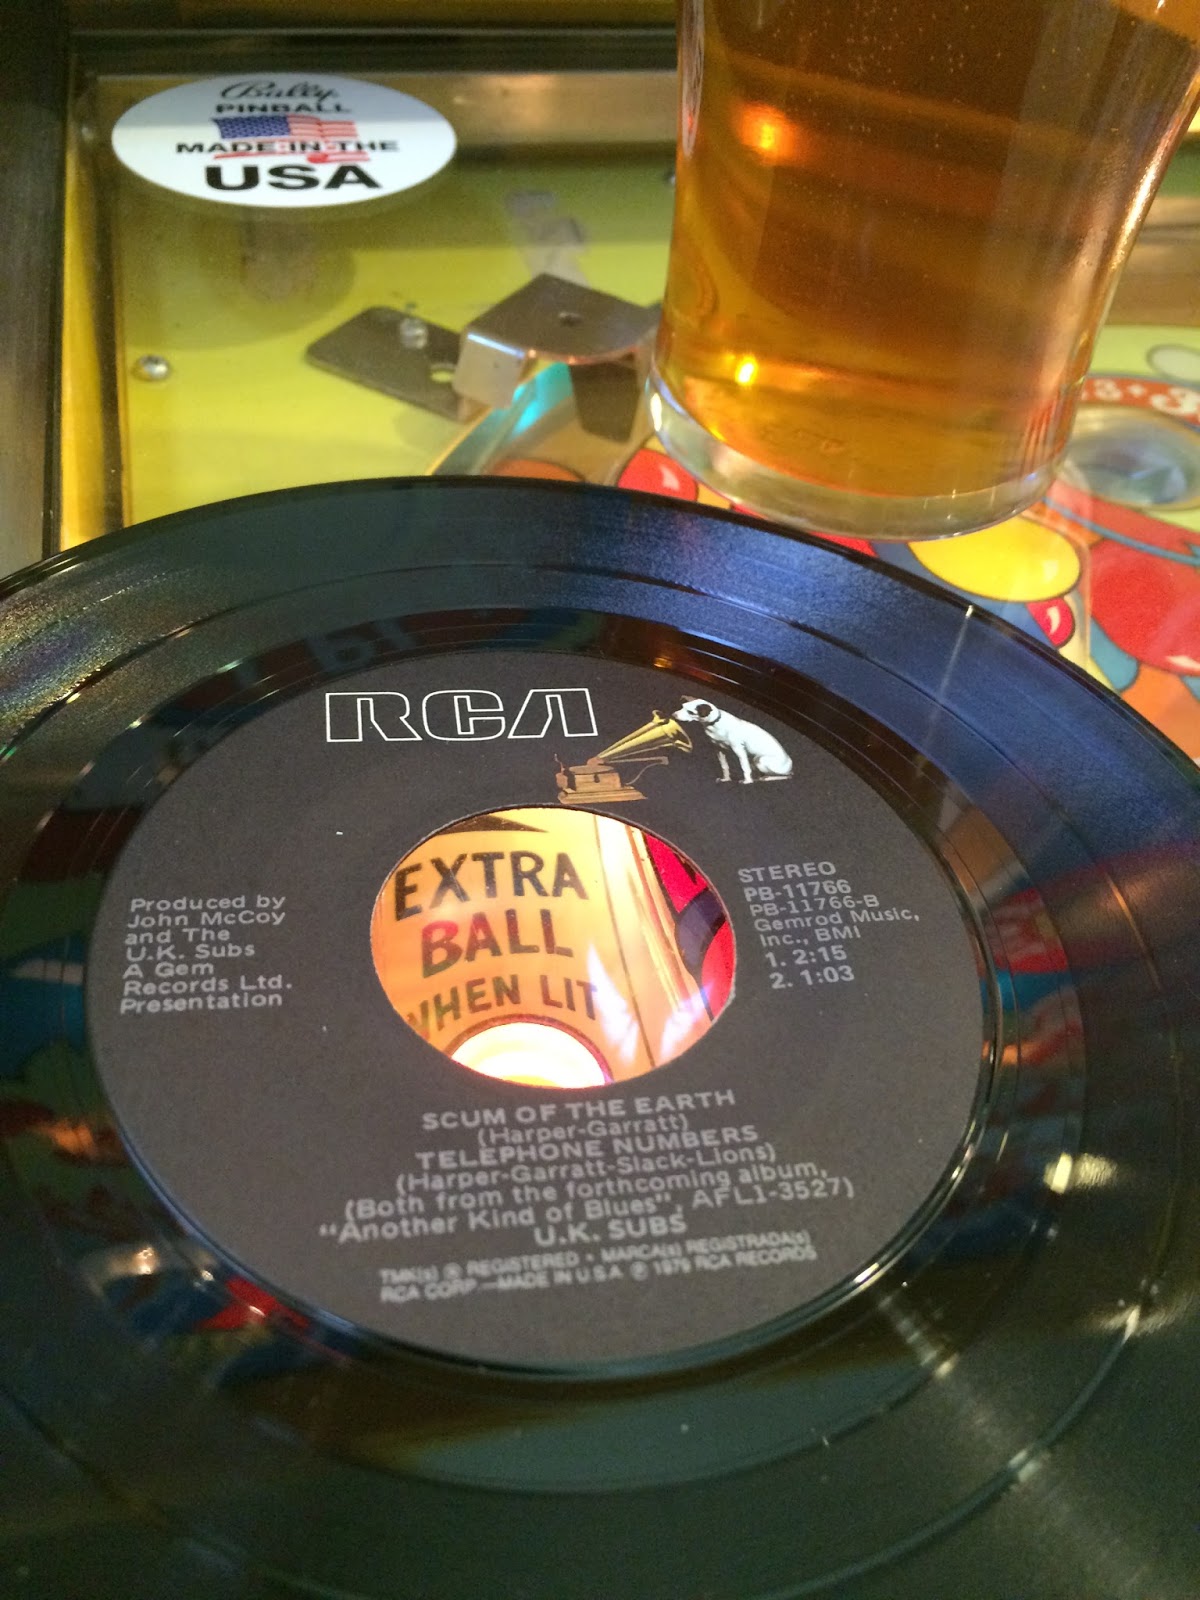 Bally
PINBALL
MADE IN THE
USA
3+3
RCA
EXTRA
BALL
WHEN LIT
Produced by
John McCoy
and The
U.K. Subs
A Gem
Records Ltd.
Presentation
STEREO
PB-11766
PB-11766-B
Gemrod Music,
Inc., BMI
1. 2:15
2. 1:03
SCUM OF THE EARTH
(Harper-Garratt)
TELEPHONE NUMBERS
(Harper-Garratt-Slack-Lions)
(Both from the forthcoming album,
"Another Kind of Blues", AFL1-3527)
U.K. SUBS
TMK(s) ® REGISTERED • MARCA(s) REGISTRADA(s)
RCA CORP.—MADE IN U.S.A. ℗ 1979 RCA RECORDS